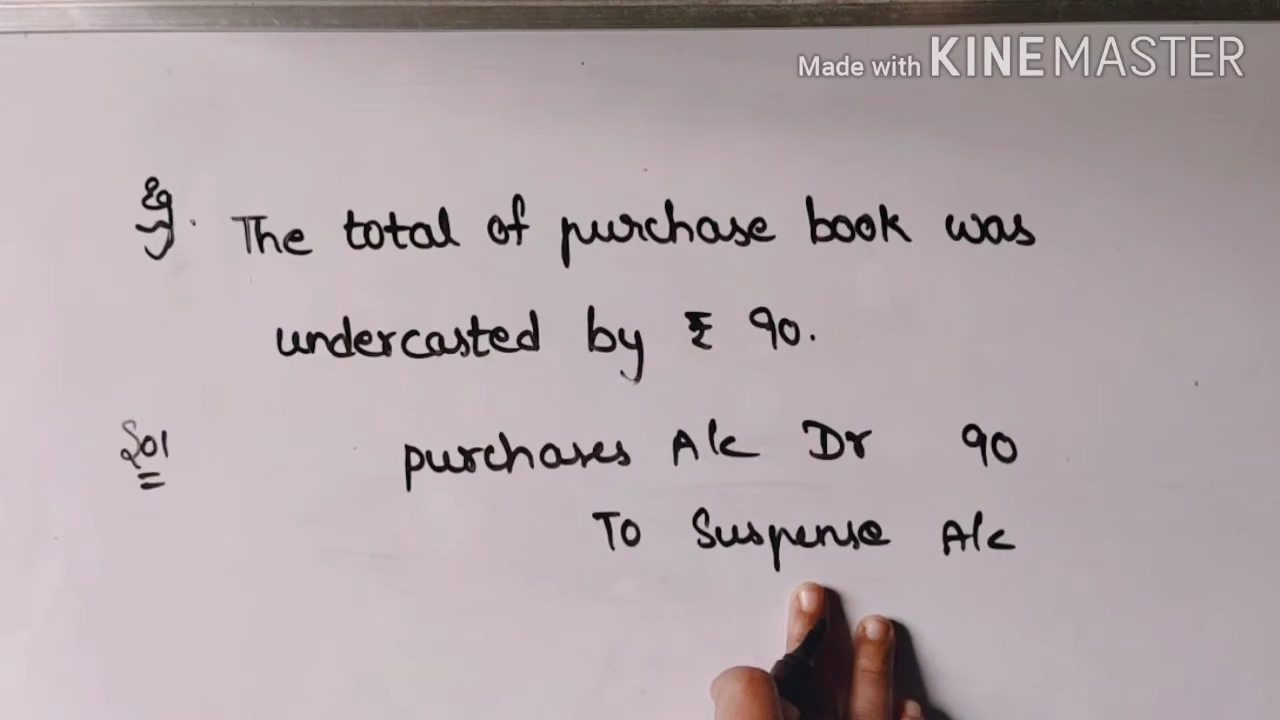 Made with KINEMASTER
Eg. The total of purchase book was
undercasted by ₹ 90.
Sol purchases A/c Dr 90
To Suspense A/c